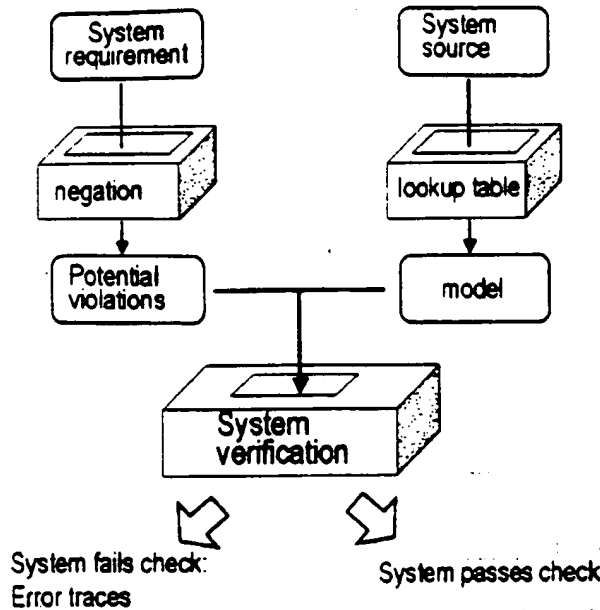 System
requirement
System
source
negation
lookup table
Potential
violations
model
System
verification
System fails check:
Error traces
System passes check